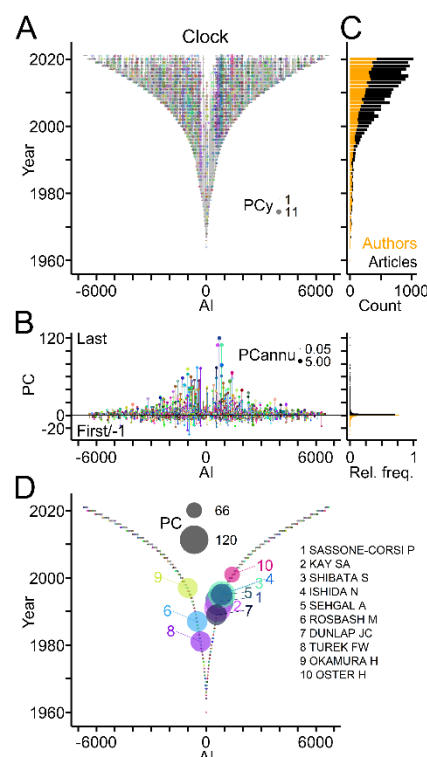 A
Clock
C
2020
2000
1980
1960
Year
PCy
1
11
-6000
0
6000
AI
Authors
Articles
0
1000
Count
B
120
80
40
0
-20
PC
Last
First/-1
PCannu
0.05
5.00
-6000
0
6000
AI
0
1
Rel. freq.
D
2020
2000
1980
1960
Year
PC
66
120
9
6
8
10
4
3
5
1
2
7
1 SASSONE-CORSI P
2 KAY SA
3 SHIBATA S
4 ISHIDA N
5 SEHGAL A
6 ROSBASH M
7 DUNLAP JC
8 TUREK FW
9 OKAMURA H
10 OSTER H
-6000
0
6000
AI